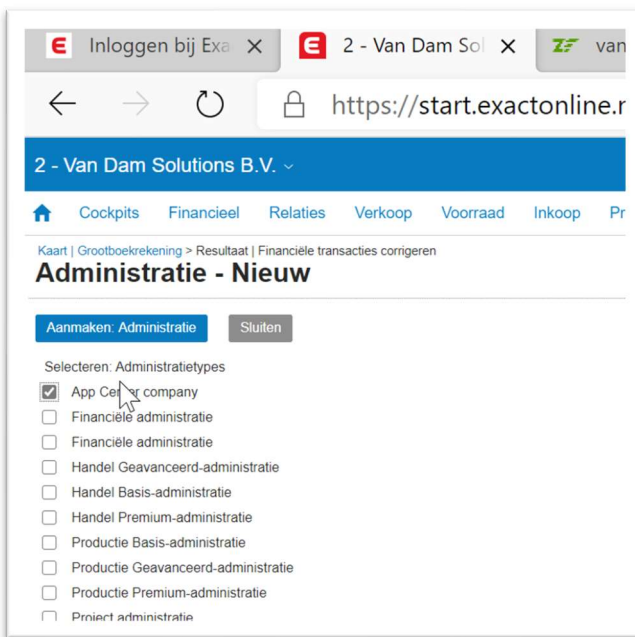 Inloggen bij Exa
2 - Van Dam Sol
van
https://start.exactonline.n
2 - Van Dam Solutions B.V.
Cockpits Financieel Relaties Verkoop Voorraad Inkoop Pr
Kaart | Grootboekrekening > Resultaat | Financiële transacties corrigeren
Administratie - Nieuw
Aanmaken: Administratie Sluiten
Selecteren: Administratietypes
App Center company
Financiële administratie
Financiële administratie
Handel Geavanceerd-administratie
Handel Basis-administratie
Handel Premium-administratie
Productie Basis-administratie
Productie Geavanceerd-administratie
Productie Premium-administratie
Project administratie